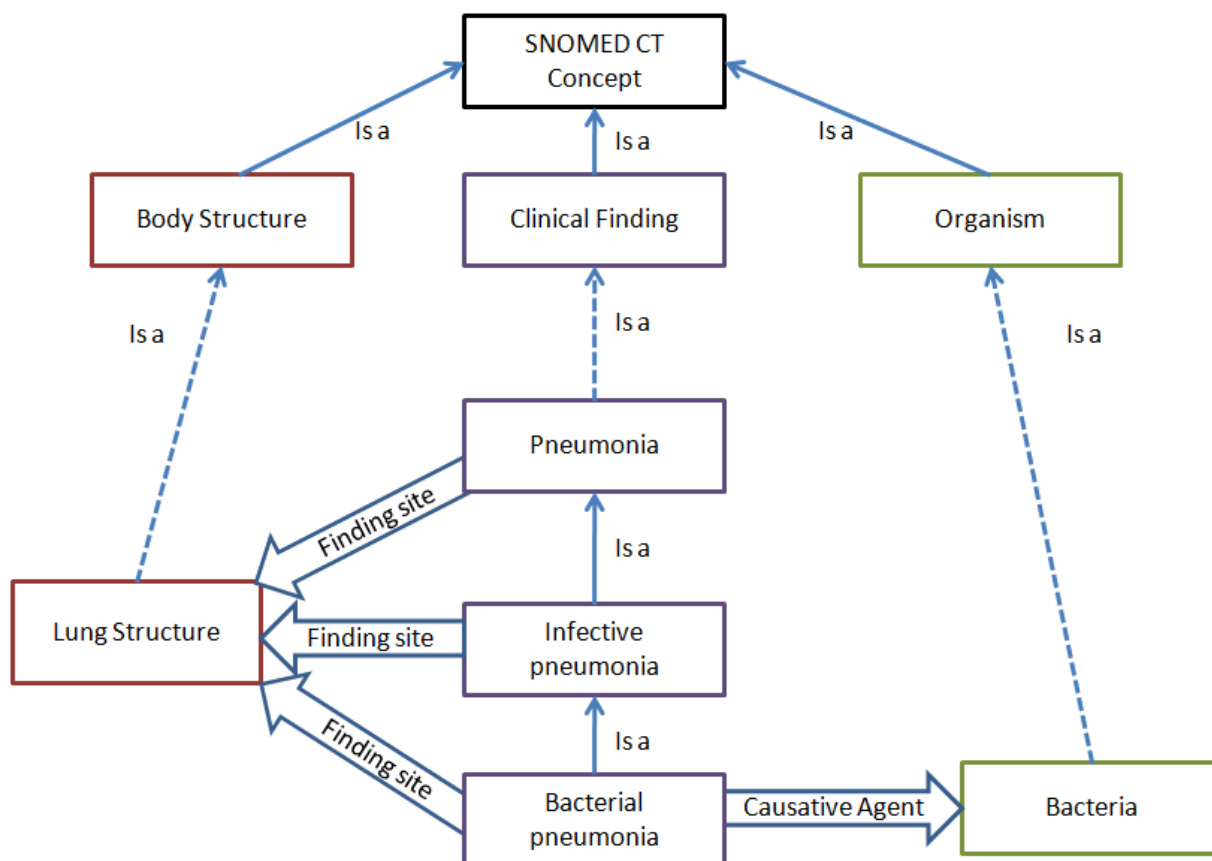 SNOMED CT
Concept
Is a
Is a
Is a
Body Structure
Clinical Finding
Organism
Is a
Is a
Is a
Pneumonia
Finding site
Is a
Lung Structure
Finding site
Infective
pneumonia
Finding site
Is a
Bacterial
pneumonia
Causative Agent
Bacteria